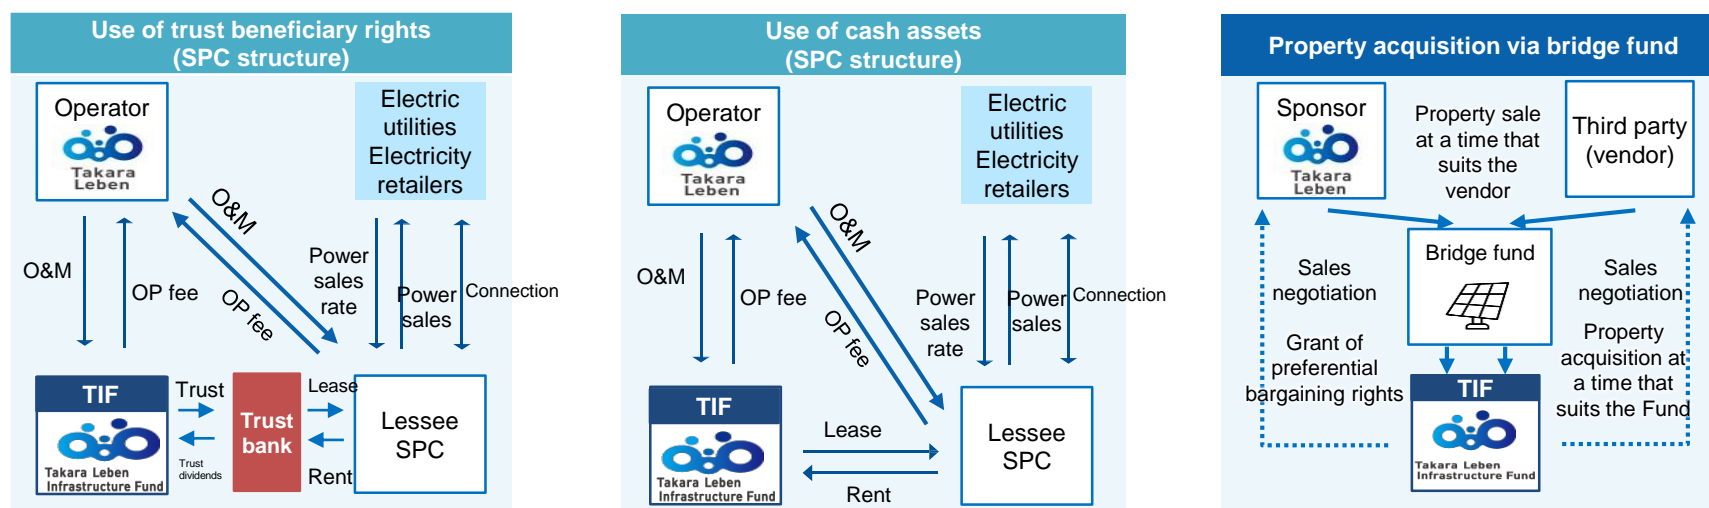 Use of trust beneficiary rights
(SPC structure)
Operator
Takara
Leben
Electric
utilities
Electricity
retailers
O&M
OP fee
O&M
OP fee
Power
sales
rate
Power
sales
Connection
TIF
Takara Leben
Infrastructure Fund
Trust
Trust
dividends
Trust
bank
Lease
Rent
Lessee
SPC
Use of cash assets
(SPC structure)
Operator
Takara
Leben
Electric
utilities
Electricity
retailers
O&M
OP fee
O&M
OP fee
Power
sales
rate
Power
sales
Connection
TIF
Takara Leben
Infrastructure Fund
Lease
Rent
Lessee
SPC
Property acquisition via bridge fund
Sponsor
Takara
Leben
Property sale
at a time that
suits the
vendor
Third party
(vendor)
Bridge fund
Sales
negotiation
Grant of
preferential
bargaining rights
Sales
negotiation
Property
acquisition at
a time that
suits the Fund
TIF
Takara Leben
Infrastructure Fund